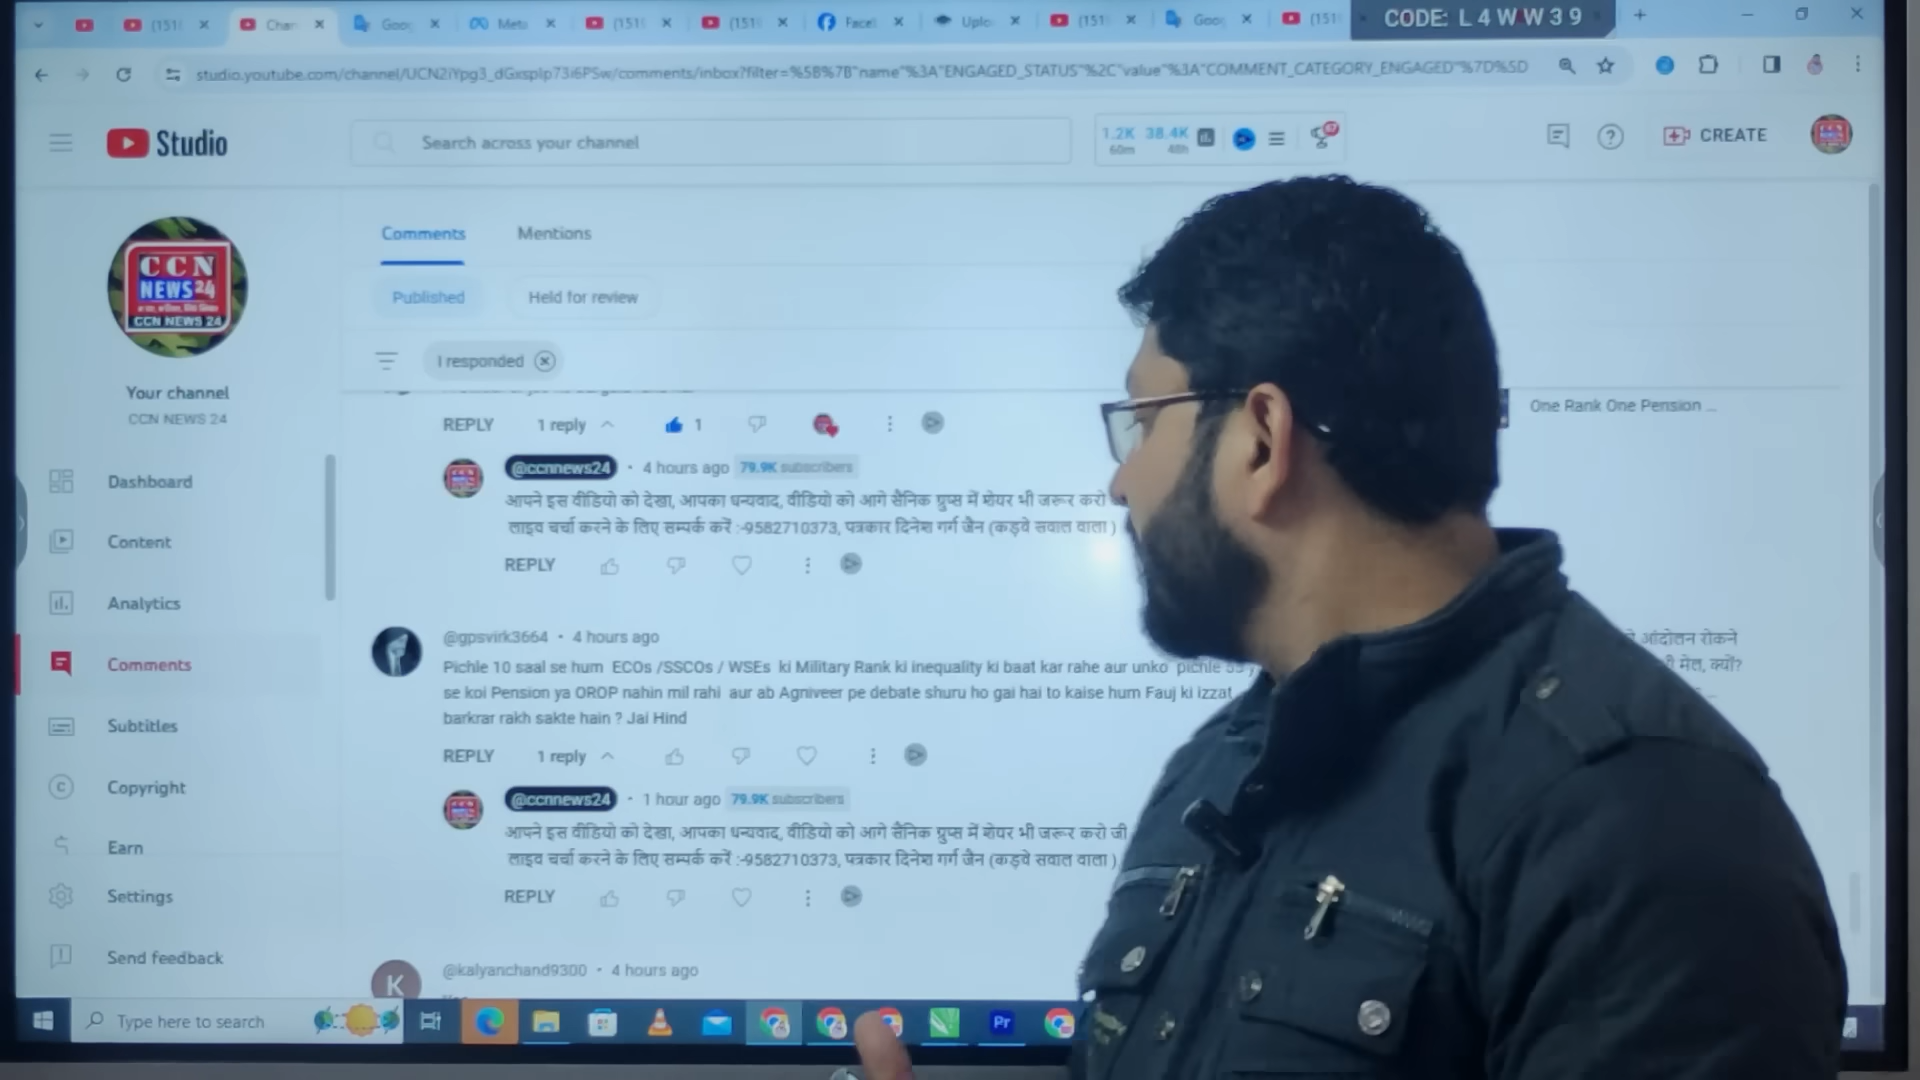 CODE: L4WW39
studio.youtube.com/channel/UCN2iYpg3_dGxsplp73i6PSw/comments/inbox?filter=%5B%7B"name"%3A"ENGAGED_STATUS"%2C"value"%3A"COMMENT_CATEGORY_ENGAGED"%7D%5D
Studio
Search across your channel
1.2K 38.4K
60m 48h
CREATE
CCN
NEWS 24
CCN NEWS 24
Your channel
CCN NEWS 24
Dashboard
Content
Analytics
Comments
Subtitles
Copyright
Earn
Settings
Send feedback
Comments Mentions
Published Held for review
1 responded
One Rank One Pension ...
REPLY 1 reply 1
@ccnnews24 • 4 hours ago 79.9K subscribers
आपने इस वीडियो को देखा, आपका धन्यवाद, वीडियो को आगे सैनिक ग्रुप्स में शेयर भी जरूर करो
लाइव चर्चा करने के लिए सम्पर्क करें :-9582710373, पत्रकार दिनेश गर्ग जैन (कड़वे सवाल वाला )
REPLY
@gpsvirk3664 • 4 hours ago
Pichle 10 saal se hum ECOs /SSCOs / WSEs ki Military Rank ki inequality ki baat kar rahe aur unko pichle
se koi Pension ya OROP nahin mil rahi aur ab Agniveer pe debate shuru ho gai hai to kaise hum Fauj ki izzat
barkrar rakh sakte hain ? Jai Hind
आंदोलन रोकने
मेल, क्यों?
REPLY 1 reply
@ccnnews24 • 1 hour ago 79.9K subscribers
आपने इस वीडियो को देखा, आपका धन्यवाद, वीडियो को आगे सैनिक ग्रुप्स में शेयर भी जरूर करो जी
लाइव चर्चा करने के लिए सम्पर्क करें :-9582710373, पत्रकार दिनेश गर्ग जैन (कड़वे सवाल वाला )
REPLY
K
@kalyanchand9300 • 4 hours ago
Type here to search
Pr